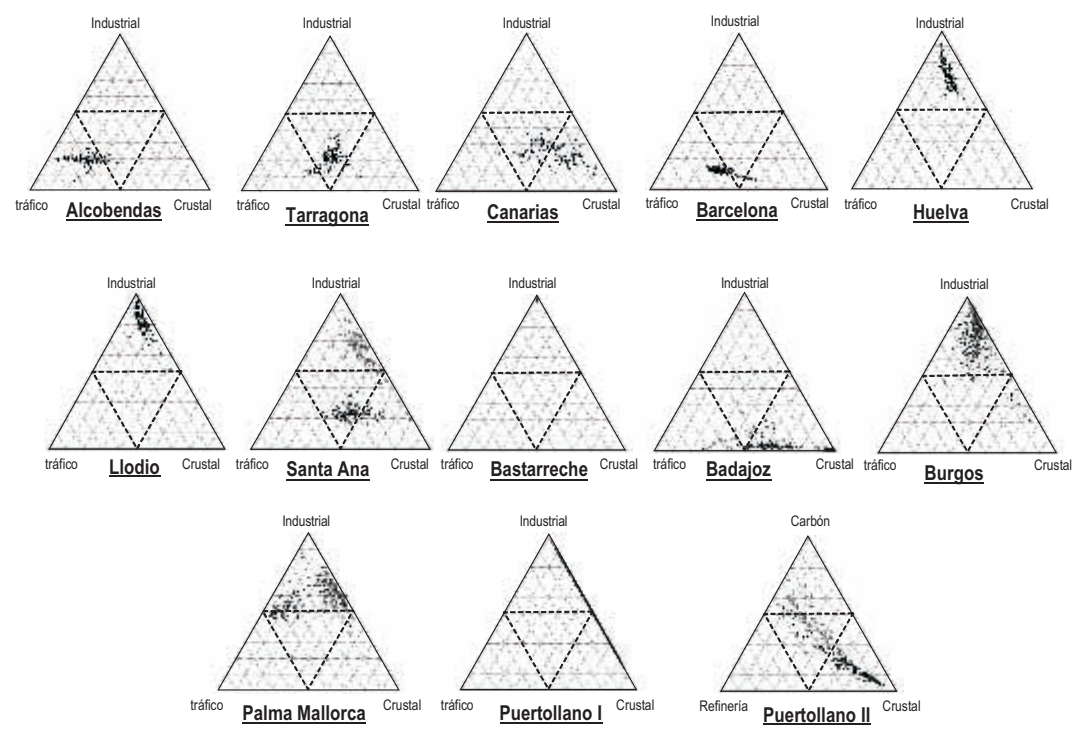 Industrial Industrial Industrial Industrial Industrial
tráfico Alcobendas Crustal tráfico Tarragona Crustal tráfico Canarias Crustal tráfico Barcelona Crustal tráfico Huelva Crustal
Industrial Industrial Industrial Industrial Industrial
tráfico Llodio Crustal tráfico Santa Ana Crustal tráfico Bastarreche Crustal tráfico Badajoz Crustal tráfico Burgos Crustal
Industrial Industrial Carbón
tráfico Palma Mallorca Crustal tráfico Puertollano I Crustal Refinería Puertollano II Crustal